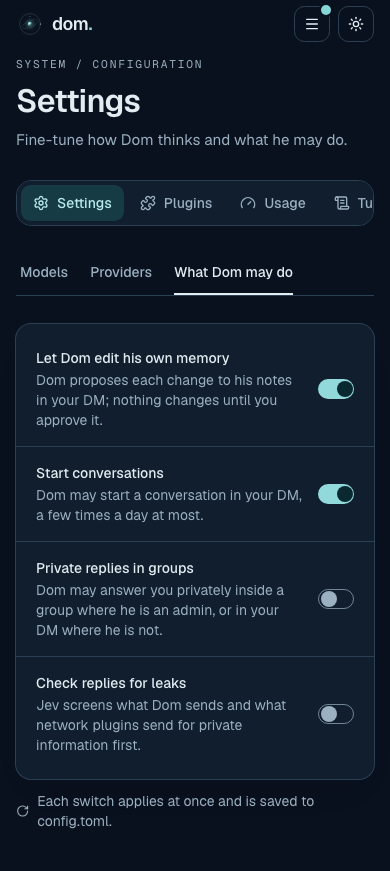 dom.
SYSTEM / CONFIGURATION
Settings
Fine-tune how Dom thinks and what he may do.
Settings
Plugins
Usage
Tu
Models
Providers
What Dom may do
Let Dom edit his own memory
Dom proposes each change to his notes
in your DM; nothing changes until you
approve it.
Start conversations
Dom may start a conversation in your DM,
a few times a day at most.
Private replies in groups
Dom may answer you privately inside a
group where he is an admin, or in your
DM where he is not.
Check replies for leaks
Jev screens what Dom sends and what
network plugins send for private
information first.
Each switch applies at once and is saved to
config.toml.